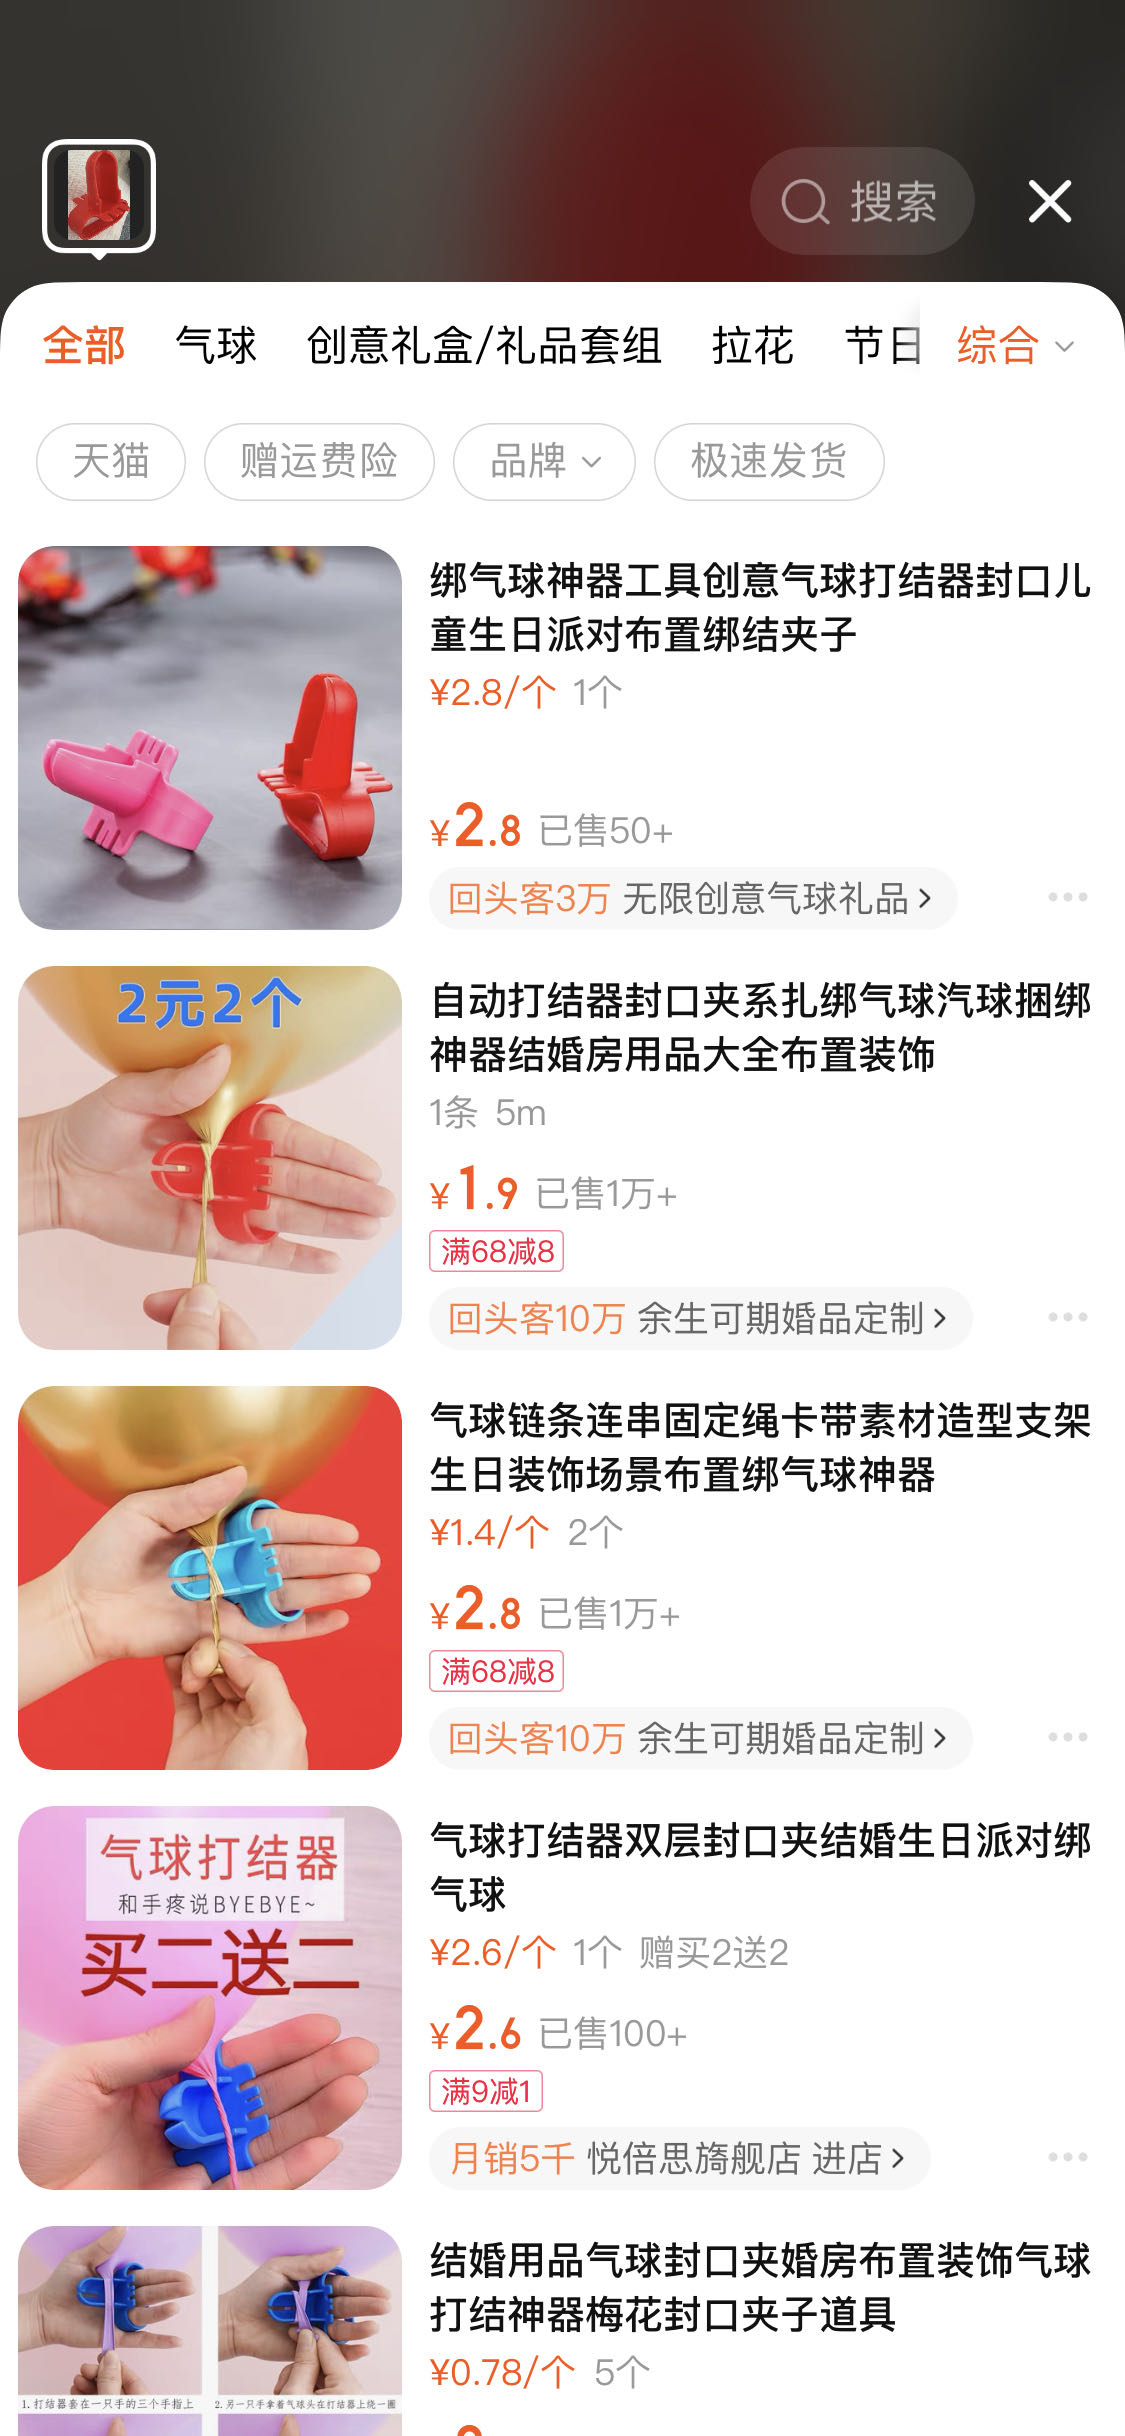 搜索
全部 气球 创意礼盒/礼品套组 拉花 节日 综合
天猫 赠运费险 品牌 极速发货
绑气球神器工具创意气球打结器封口儿
童生日派对布置绑结夹子
¥2.8/个 1个
¥2.8 已售50+
回头客3万 无限创意气球礼品
2元2个
自动打结器封口夹系扎绑气球汽球捆绑
神器结婚房用品大全布置装饰
1条 5m
¥1.9 已售1万+
满68减8
回头客10万 余生可期婚品定制
气球链条连串固定绳卡带素材造型支架
生日装饰场景布置绑气球神器
¥1.4/个 2个
¥2.8 已售1万+
满68减8
回头客10万 余生可期婚品定制
气球打结器
和手疼说BYEBYE~
买二送二
气球打结器双层封口夹结婚生日派对绑
气球
¥2.6/个 1个 赠买2送2
¥2.6 已售100+
满9减1
月销5千 悦倍思旗舰店 进店
结婚用品气球封口夹婚房布置装饰气球
打结神器梅花封口夹子道具
¥0.78/个 5个
1.打结器套在一只手的三个手指上
2.另一只手拿着气球头在打结器上绕一圈